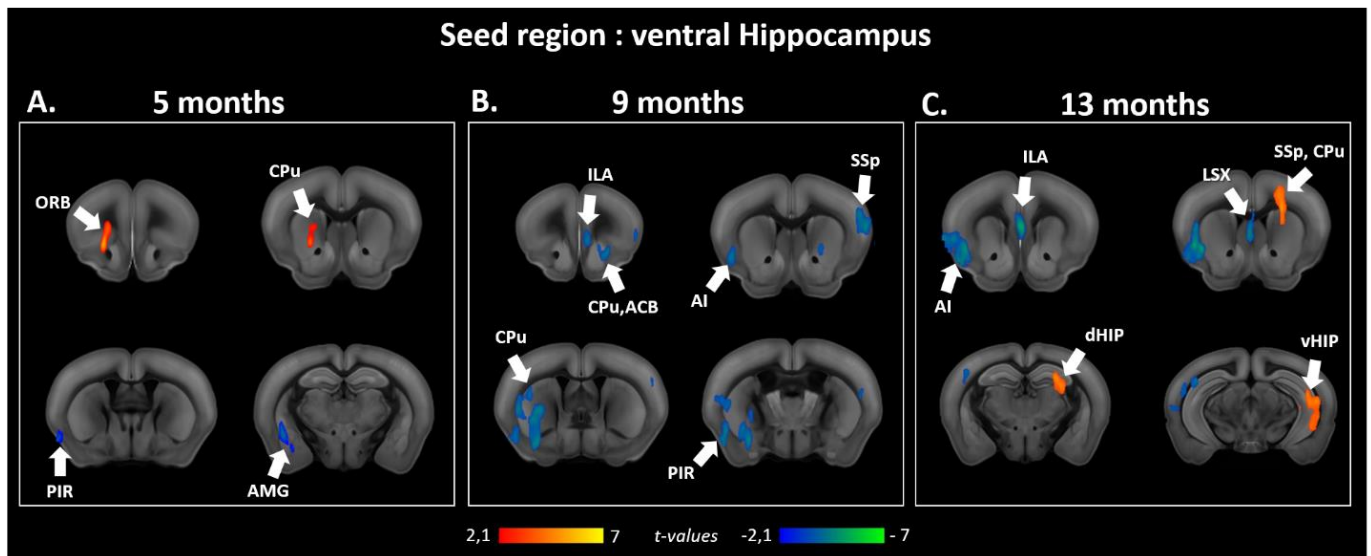 Seed region : ventral Hippocampus
A. 5 months
ORB
CPu
PIR
AMG
B. 9 months
ILA
SSp
CPu,ACB
AI
CPu
PIR
C. 13 months
ILA
LSX
SSp, CPu
AI
dHIP
vHIP
2,1 7 t-values -2,1 - 7